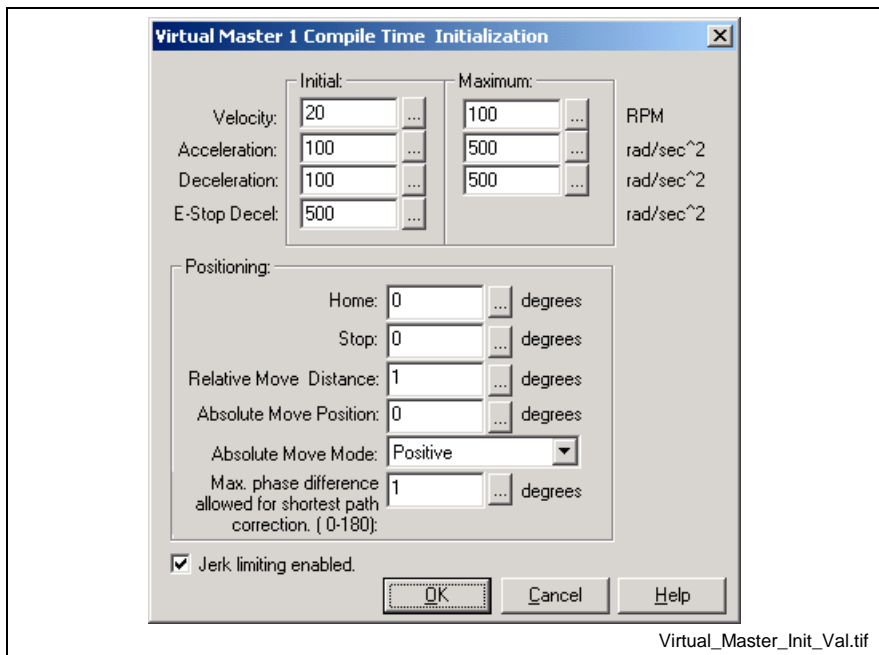 Virtual Master 1 Compile Time Initialization
Initial: Maximum:
Velocity: 20 ... 100 ... RPM
Acceleration: 100 ... 500 ... rad/sec^2
Deceleration: 100 ... 500 ... rad/sec^2
E-Stop Decel: 500 ... rad/sec^2
Positioning:
Home: 0 ... degrees
Stop: 0 ... degrees
Relative Move Distance: 1 ... degrees
Absolute Move Position: 0 ... degrees
Absolute Move Mode: Positive
Max. phase difference
allowed for shortest path
correction. ( 0-180):
1 ... degrees
Jerk limiting enabled.
OK Cancel Help
Virtual_Master_Init_Val.tif